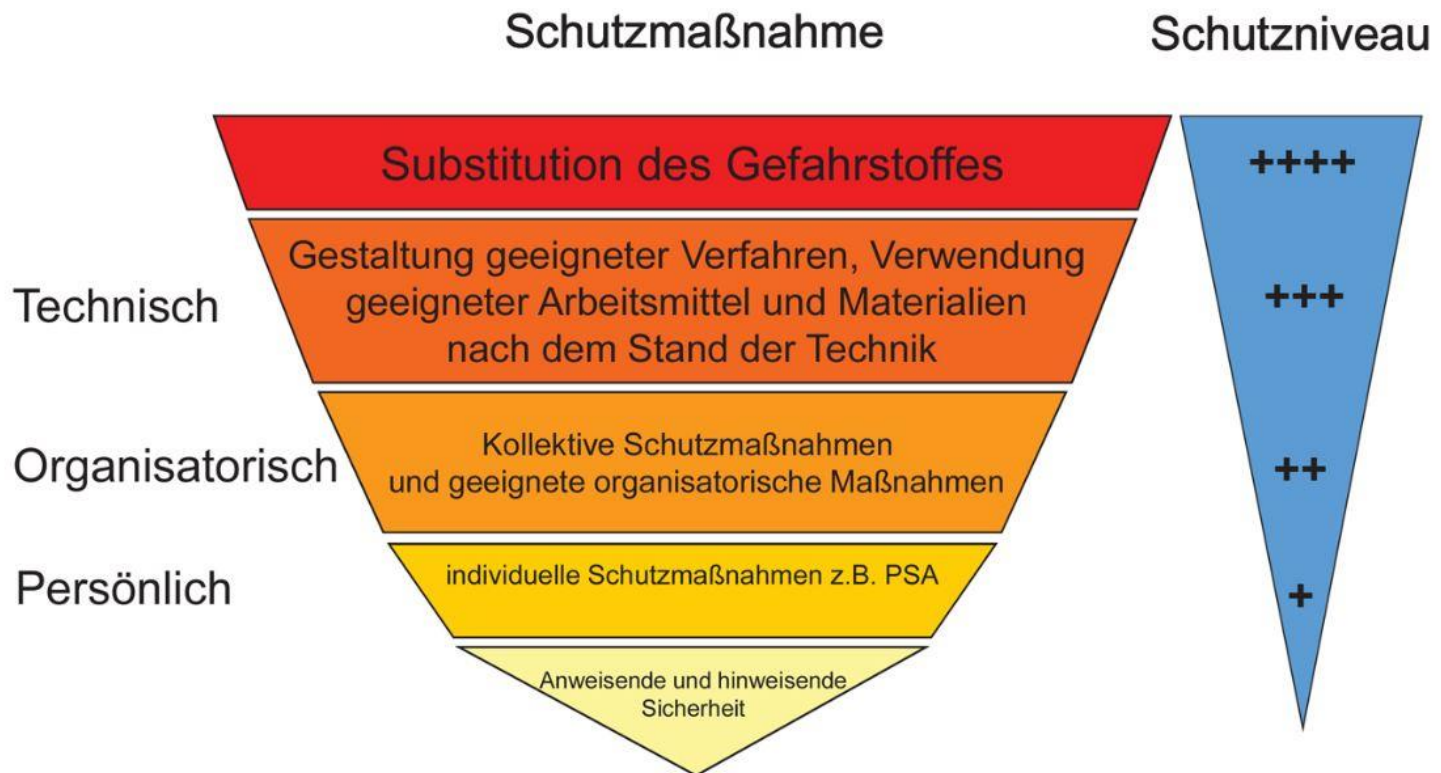 Schutzmaßnahme
Schutzniveau
Substitution des Gefahrstoffes
++++
Technisch
Gestaltung geeigneter Verfahren, Verwendung
geeigneter Arbeitsmittel und Materialien
nach dem Stand der Technik
+++
Organisatorisch
Kollektive Schutzmaßnahmen
und geeignete organisatorische Maßnahmen
++
Persönlich
individuelle Schutzmaßnahmen z.B. PSA
+
Anweisende und hinweisende
Sicherheit